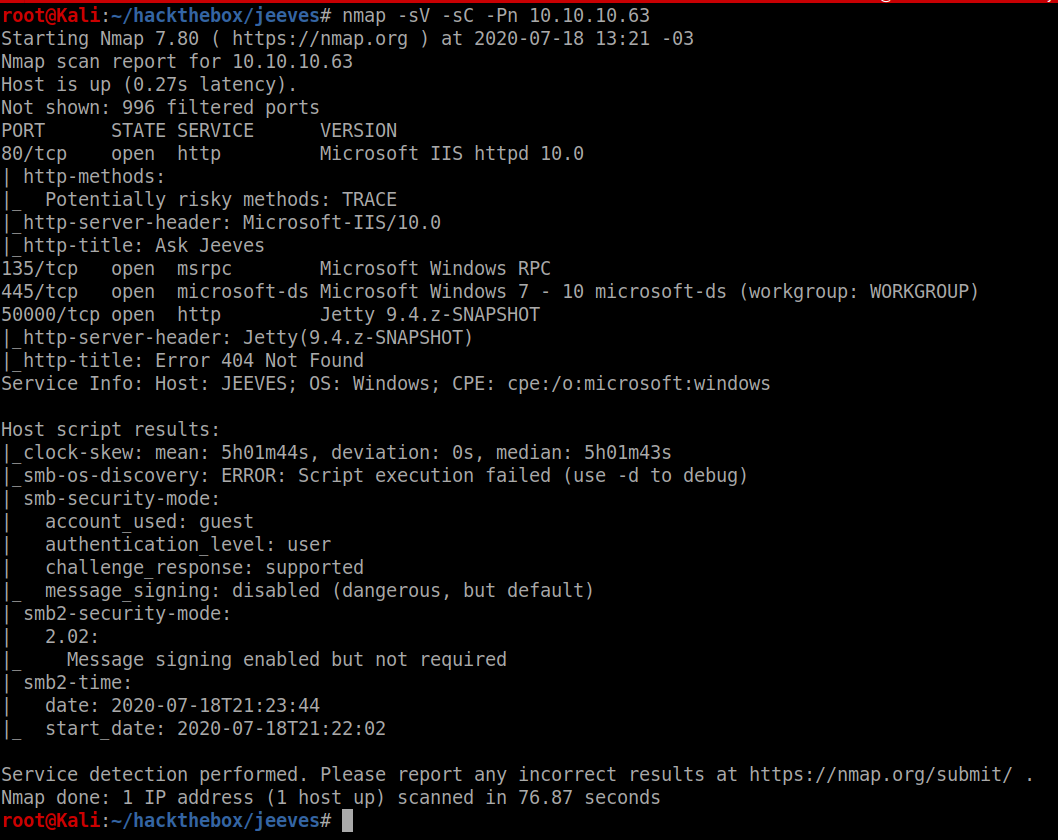 root@Kali:~/hackthebox/jeeves# nmap -sV -sC -Pn 10.10.10.63
Starting Nmap 7.80 ( https://nmap.org ) at 2020-07-18 13:21 -03
Nmap scan report for 10.10.10.63
Host is up (0.27s latency).
Not shown: 996 filtered ports
PORT      STATE SERVICE      VERSION
80/tcp    open  http         Microsoft IIS httpd 10.0
| http-methods:
|_  Potentially risky methods: TRACE
|_http-server-header: Microsoft-IIS/10.0
|_http-title: Ask Jeeves
135/tcp   open  msrpc        Microsoft Windows RPC
445/tcp   open  microsoft-ds Microsoft Windows 7 - 10 microsoft-ds (workgroup: WORKGROUP)
50000/tcp open  http         Jetty 9.4.z-SNAPSHOT
|_http-server-header: Jetty(9.4.z-SNAPSHOT)
|_http-title: Error 404 Not Found
Service Info: Host: JEEVES; OS: Windows; CPE: cpe:/o:microsoft:windows

Host script results:
|_clock-skew: mean: 5h01m44s, deviation: 0s, median: 5h01m43s
|_smb-os-discovery: ERROR: Script execution failed (use -d to debug)
| smb-security-mode:
|   account_used: guest
|   authentication_level: user
|   challenge_response: supported
|_  message_signing: disabled (dangerous, but default)
| smb2-security-mode:
|   2.02:
|_    Message signing enabled but not required
| smb2-time:
|   date: 2020-07-18T21:23:44
|_  start_date: 2020-07-18T21:22:02

Service detection performed. Please report any incorrect results at https://nmap.org/submit/ .
Nmap done: 1 IP address (1 host up) scanned in 76.87 seconds
root@Kali:~/hackthebox/jeeves#